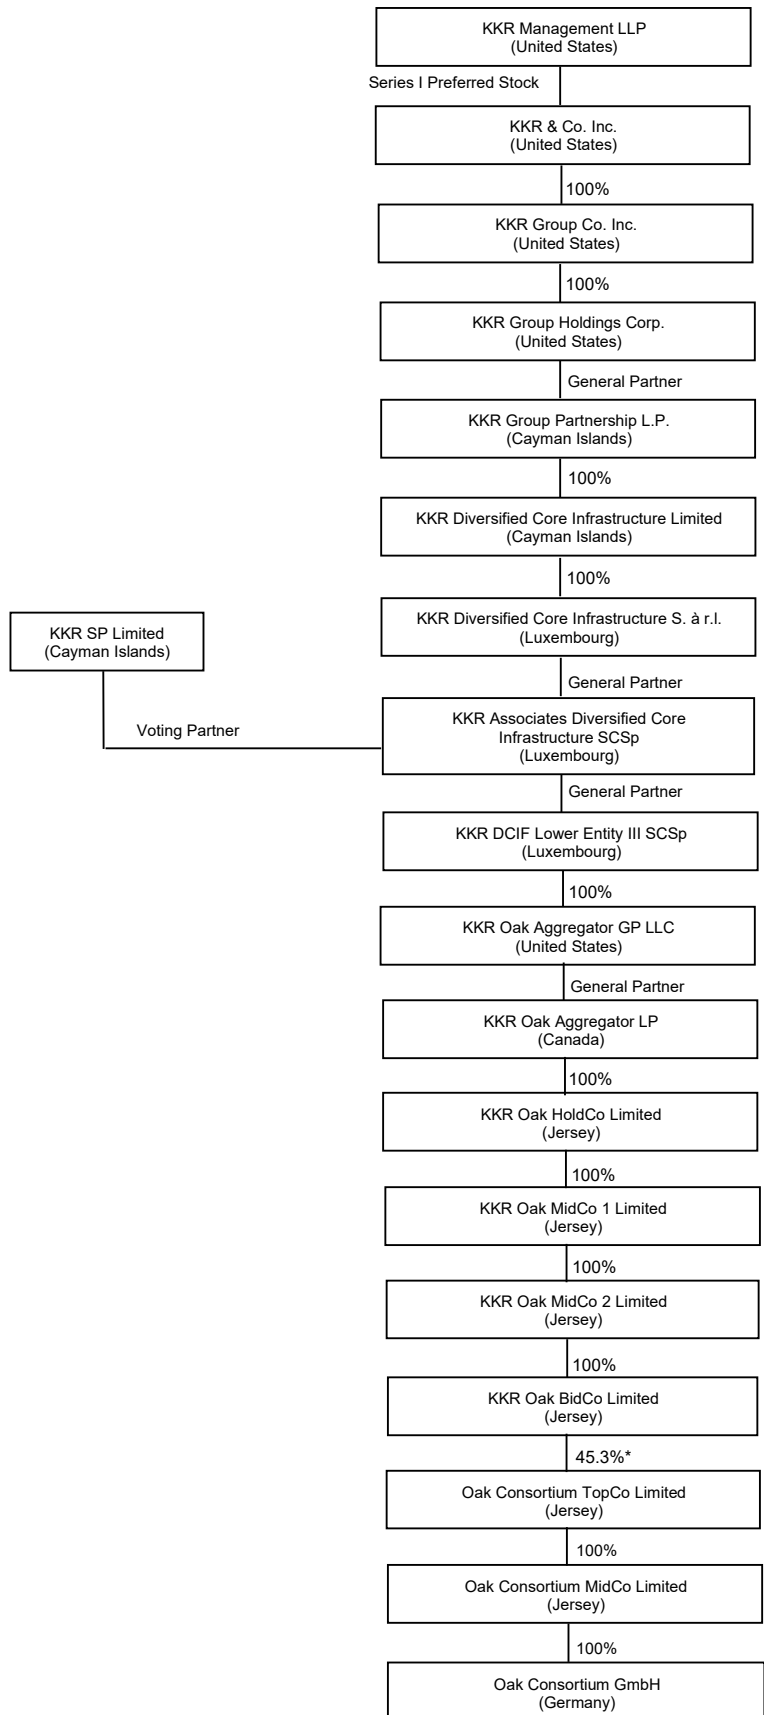 KKR Management LLP
(United States)
Series I Preferred Stock
KKR & Co. Inc.
(United States)
100%
KKR Group Co. Inc.
(United States)
100%
KKR Group Holdings Corp.
(United States)
General Partner
KKR Group Partnership L.P.
(Cayman Islands)
100%
KKR Diversified Core Infrastructure Limited
(Cayman Islands)
100%
KKR Diversified Core Infrastructure S. à r.l.
(Luxembourg)
KKR SP Limited
(Cayman Islands)
General Partner
Voting Partner
KKR Associates Diversified Core
Infrastructure SCSp
(Luxembourg)
General Partner
KKR DCIF Lower Entity III SCSp
(Luxembourg)
100%
KKR Oak Aggregator GP LLC
(United States)
General Partner
KKR Oak Aggregator LP
(Canada)
100%
KKR Oak HoldCo Limited
(Jersey)
100%
KKR Oak MidCo 1 Limited
(Jersey)
100%
KKR Oak MidCo 2 Limited
(Jersey)
100%
KKR Oak BidCo Limited
(Jersey)
45.3%*
Oak Consortium TopCo Limited
(Jersey)
100%
Oak Consortium MidCo Limited
(Jersey)
100%
Oak Consortium GmbH
(Germany)